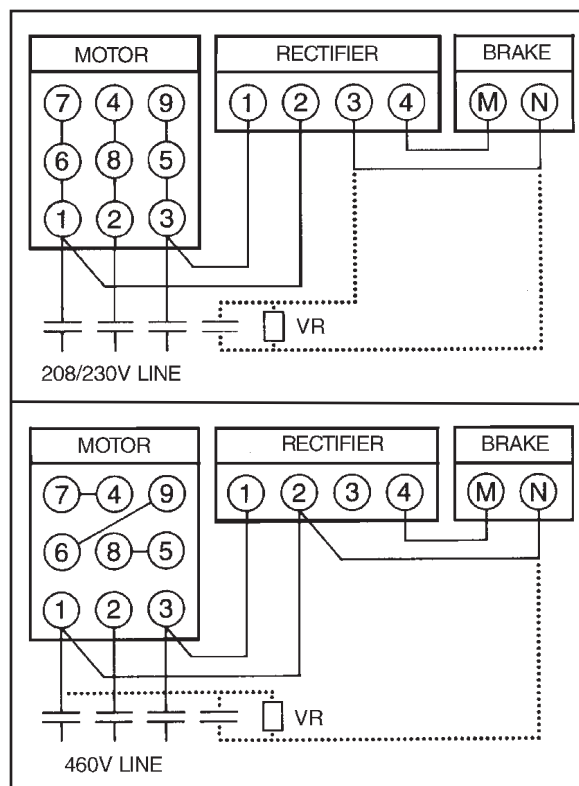 MOTOR RECTIFIER BRAKE
7 4 9 1 2 3 4 M N
6 8 5
1 2 3
VR
208/230V LINE
MOTOR RECTIFIER BRAKE
7 4 9 1 2 3 4 M N
6 8 5
1 2 3
VR
460V LINE